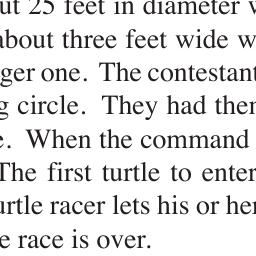 ut 25 feet in diameter w
about three feet wide w
ger one. The contestant
g circle. They had ther
e. When the command
The first turtle to enter
urtle racer lets his or her
e race is over.